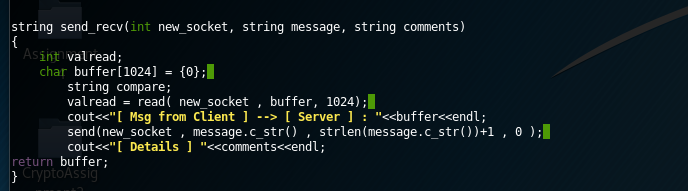 string send_recv(int new_socket, string message, string comments)
{
    int valread;
    char buffer[1024] = {0};
        string compare;
        valread = read( new_socket , buffer, 1024);
        cout<<"[ Msg from Client ] --> [ Server ] : "<<buffer<<endl;
        send(new_socket , message.c_str() , strlen(message.c_str())+1 , 0 );
        cout<<"[ Details ] "<<comments<<endl;
return buffer;
}
CryptoAssig